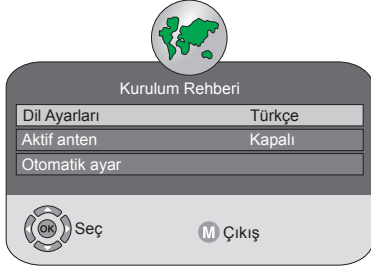 Kurulum Rehberi
Dil Ayarları Türkçe
Aktif anten Kapalı
Otomatik ayar
OK Seç M Çıkış